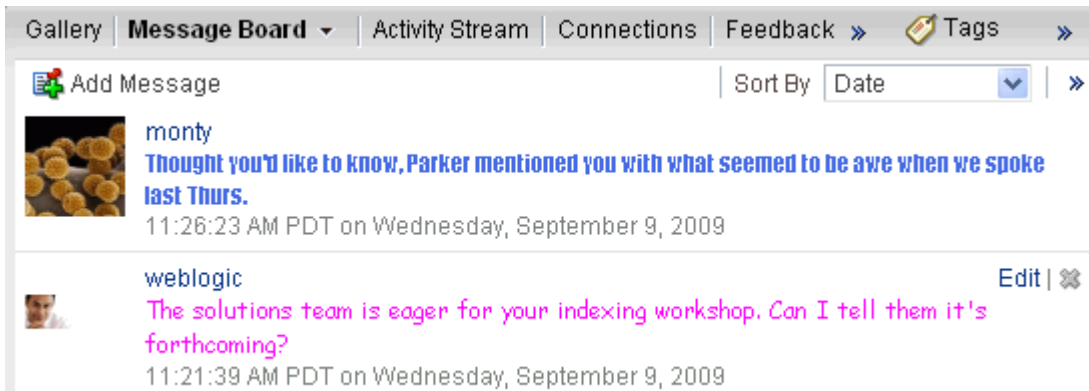 Gallery Message Board Activity Stream Connections Feedback » Tags »
Add Message Sort By Date »
monty
Thought you'd like to know, Parker mentioned you with what seemed to be awe when we spoke
last Thurs.
11:26:23 AM PDT on Wednesday, September 9, 2009
weblogic Edit |
The solutions team is eager for your indexing workshop. Can I tell them it's
forthcoming?
11:21:39 AM PDT on Wednesday, September 9, 2009